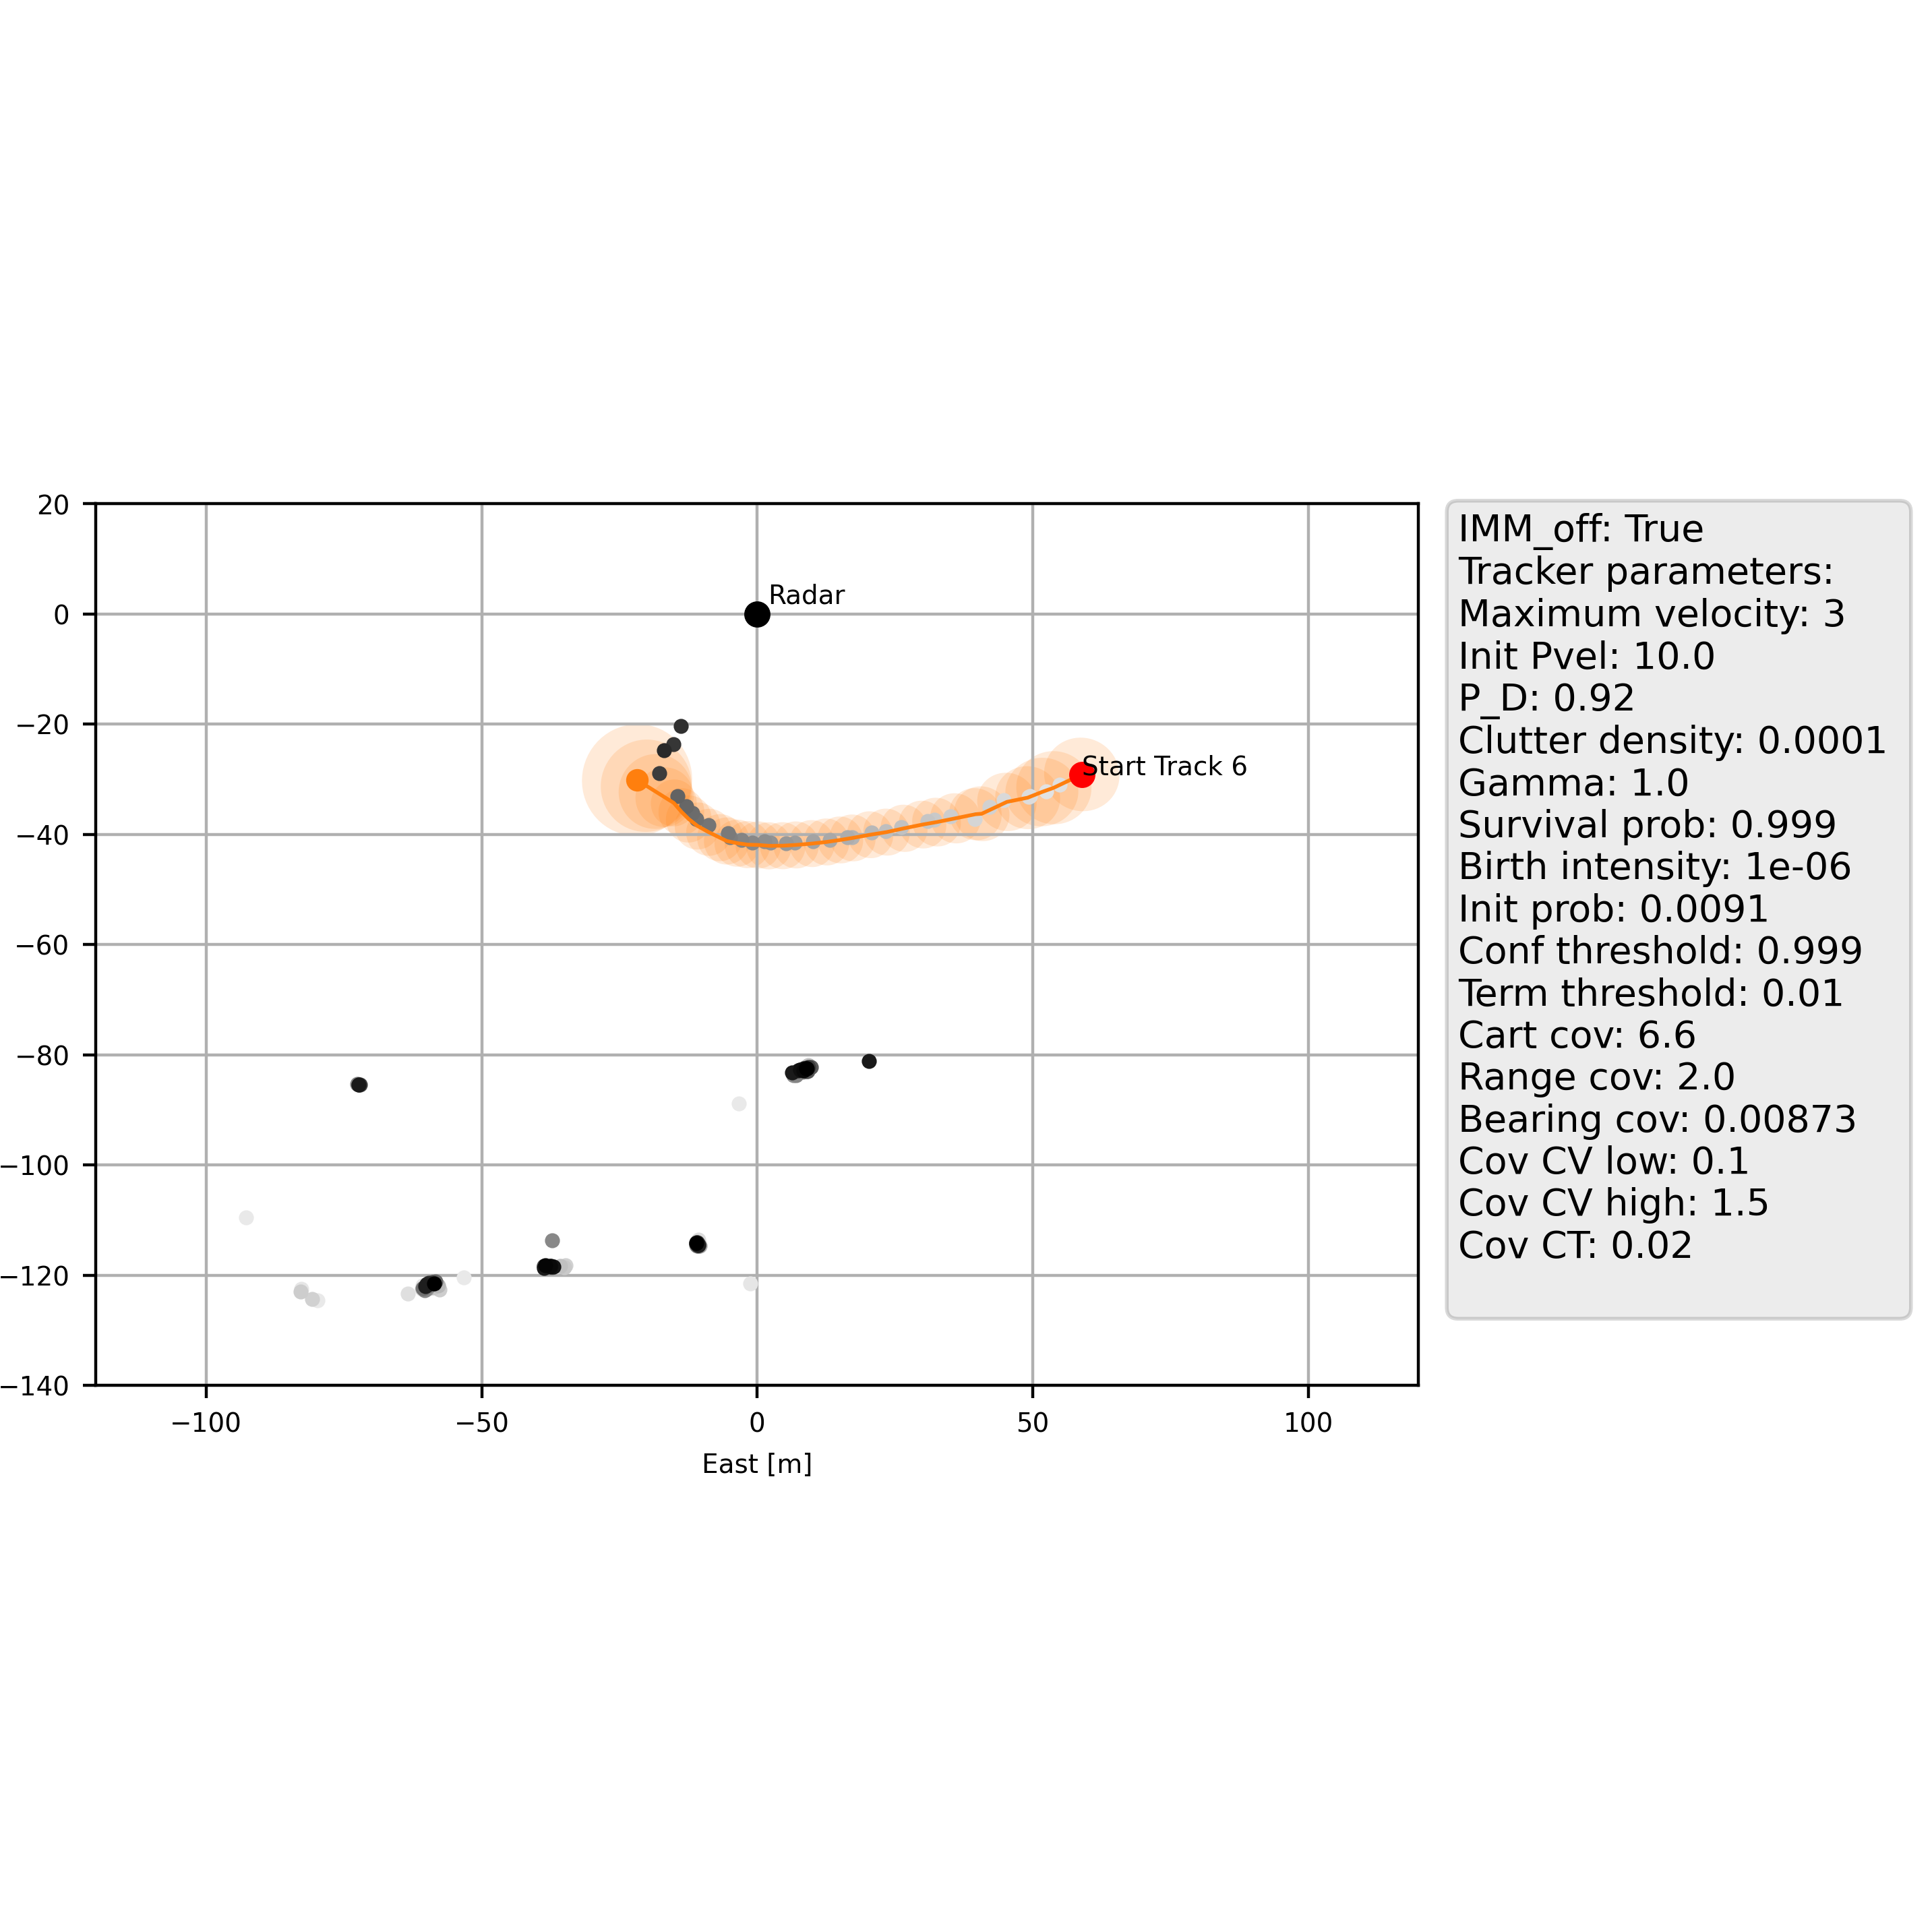 20
0
−20
−40
−60
−80
−100
−120
−140
−100
−50
0
50
100
East [m]
Radar
Start Track 6
IMM_off: True
Tracker parameters:
Maximum velocity: 3
Init Pvel: 10.0
P_D: 0.92
Clutter density: 0.0001
Gamma: 1.0
Survival prob: 0.999
Birth intensity: 1e-06
Init prob: 0.0091
Conf threshold: 0.999
Term threshold: 0.01
Cart cov: 6.6
Range cov: 2.0
Bearing cov: 0.00873
Cov CV low: 0.1
Cov CV high: 1.5
Cov CT: 0.02